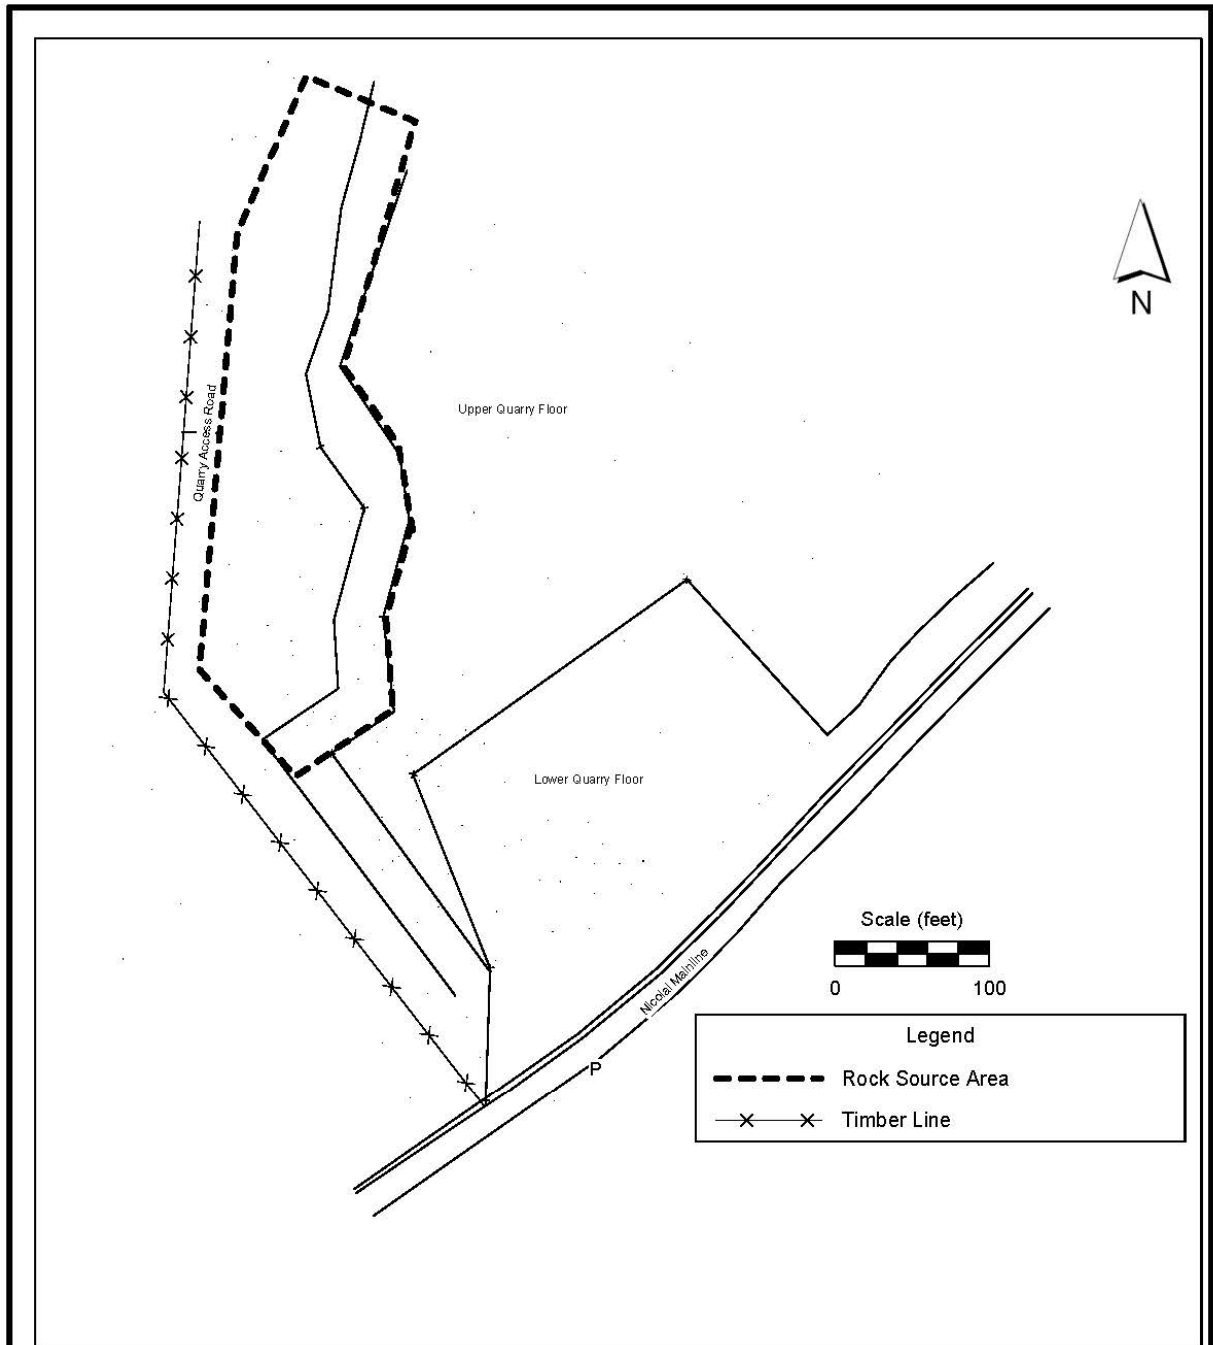 N
Upper Quarry Floor
Quarry Access Road
Lower Quarry Floor
Scale (feet)
0 100
Nicolai Mainline
P
Legend
Rock Source Area
Timber Line